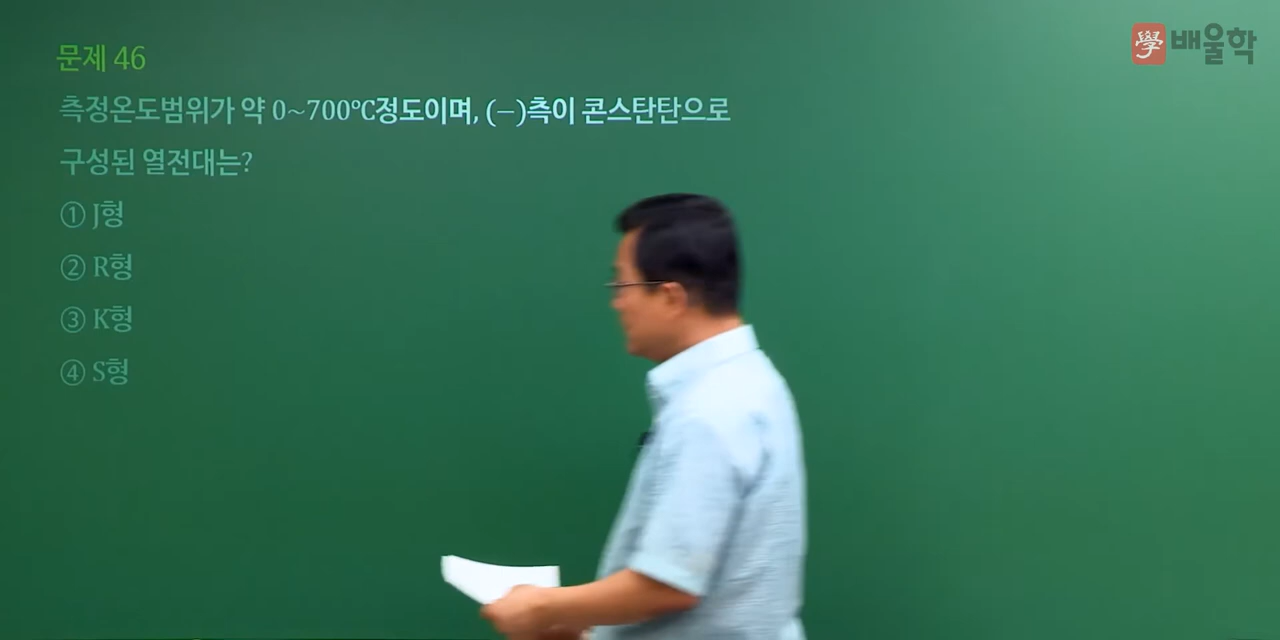 문제 46
측정온도범위가 약 0~700℃정도이며, (−)측이 콘스탄탄으로
구성된 열전대는?
① J형
② R형
③ K형
④ S형
學 배울학